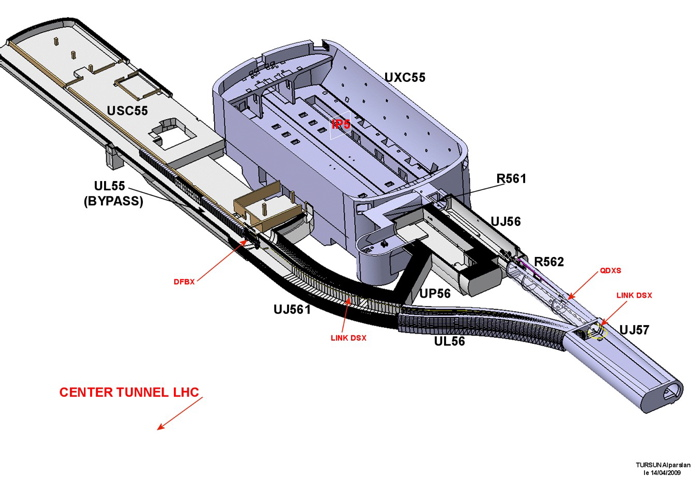 UXC55
USC55
IP5
R561
UL55
(BYPASS)
UJ56
R562
QDXS
DFBX
UP56
LINK DSX
UJ561
UJ57
LINK DSX
UL56
CENTER TUNNEL LHC
TURSUN Alparslan
le 14/04/2009